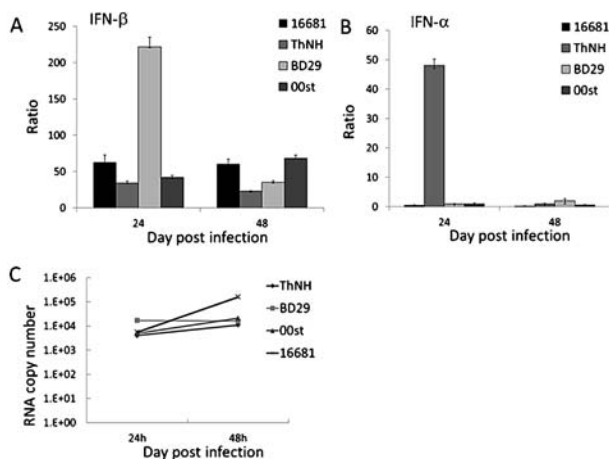 A
IFN-β
16681
ThNH
BD29
00st
Ratio
250
200
150
100
50
0
24
48
Day post infection
B
IFN-α
16681
ThNH
BD29
00st
Ratio
60
50
40
30
20
10
0
24
48
Day post infection
C
RNA copy number
1.E+06
1.E+05
1.E+04
1.E+03
1.E+02
1.E+01
1.E+00
24h
48h
Day post infection
ThNH
BD29
00st
16681